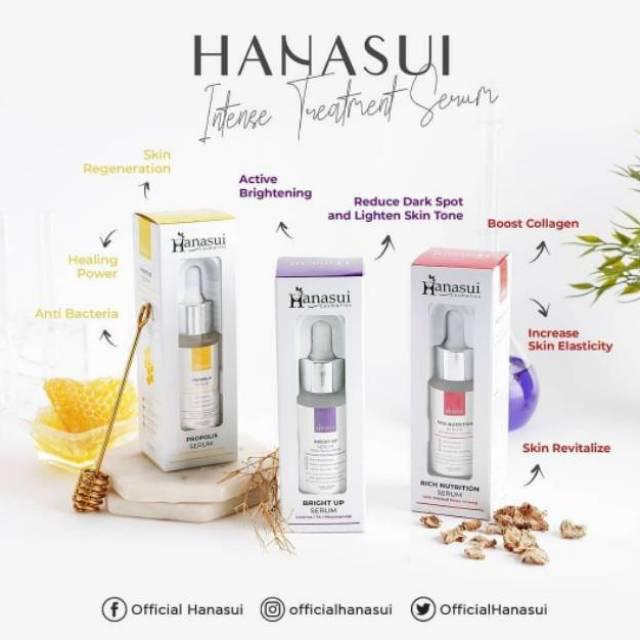 HANASUI
Intense Treatment Serum
Skin
Regeneration
Active
Brightening
Reduce Dark Spot
and Lighten Skin Tone
Boost Collagen
Healing
Power
Anti Bacteria
Increase
Skin Elasticity
Skin Revitalize
Hanasui
PROPOLIS
SERUM
Hanasui
Cosmetics
BRIGHT UP
SERUM
Hanasui
Cosmetics
RICH NUTRITION
SERUM
Official Hanasui
officialhanasui
OfficialHanasui